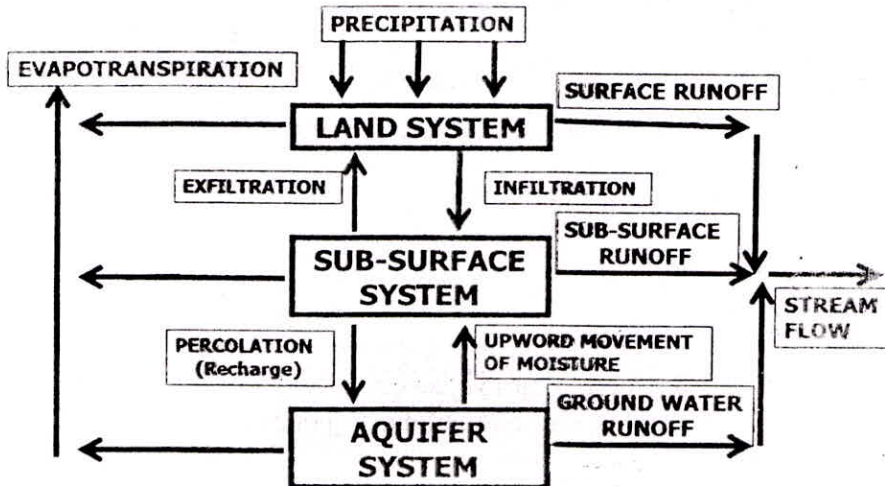 PRECIPITATION
EVAPOTRANSPIRATION
SURFACE RUNOFF
LAND SYSTEM
EXFILTRATION
INFILTRATION
SUB-SURFACE
RUNOFF
SUB-SURFACE
SYSTEM
STREAM
FLOW
PERCOLATION
(Recharge)
UPWORD MOVEMENT
OF MOISTURE
GROUND WATER
RUNOFF
AQUIFER
SYSTEM